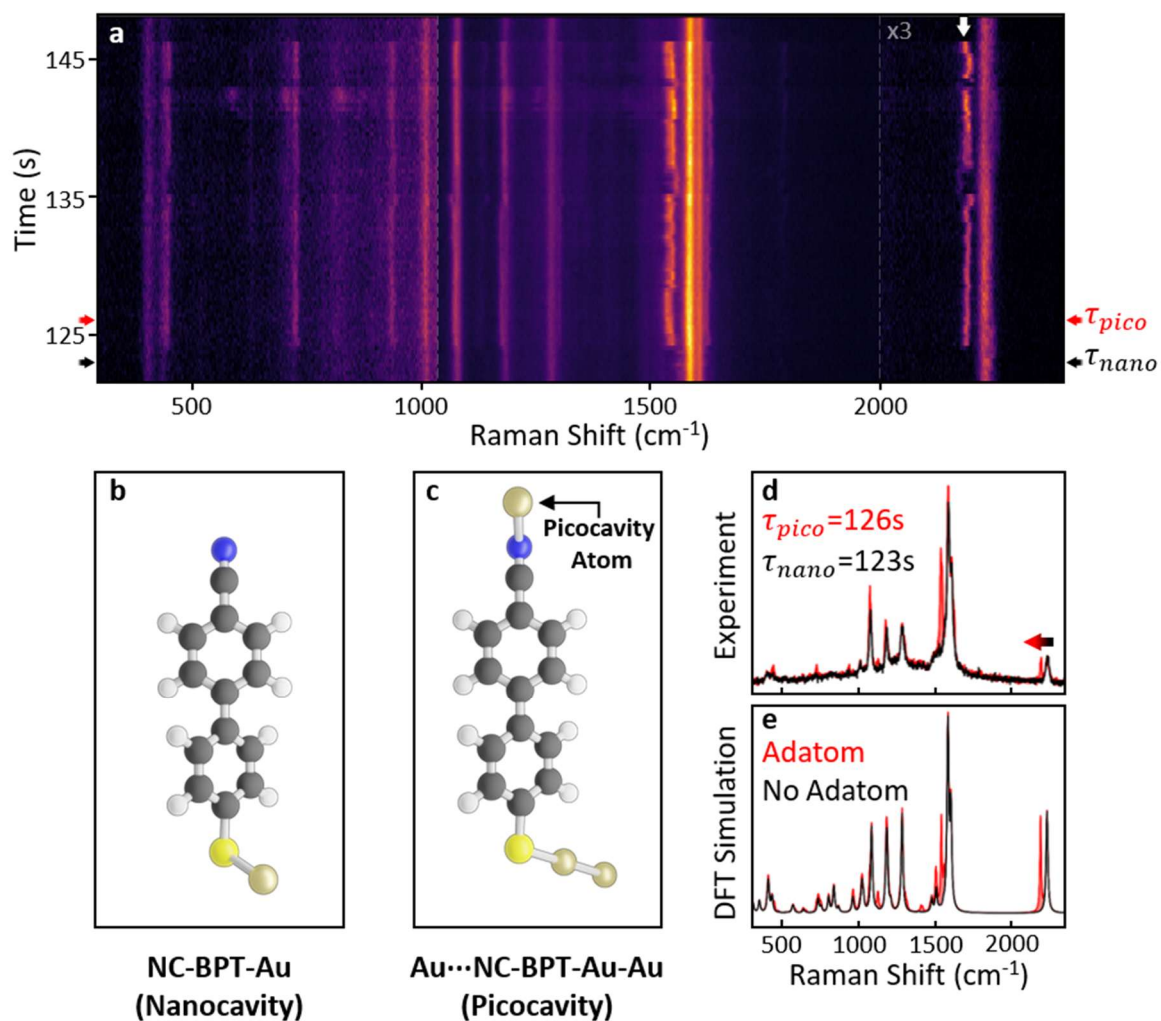 a
x3
145
135
125
Time (s)
τpico
τnano
500
1000
1500
2000
Raman Shift (cm-1)
b
NC-BPT-Au
(Nanocavity)
c
Picocavity
Atom
Au···NC-BPT-Au-Au
(Picocavity)
d
τpico=126s
τnano=123s
Experiment
e
Adatom
No Adatom
DFT Simulation
500
1000
1500
2000
Raman Shift (cm-1)